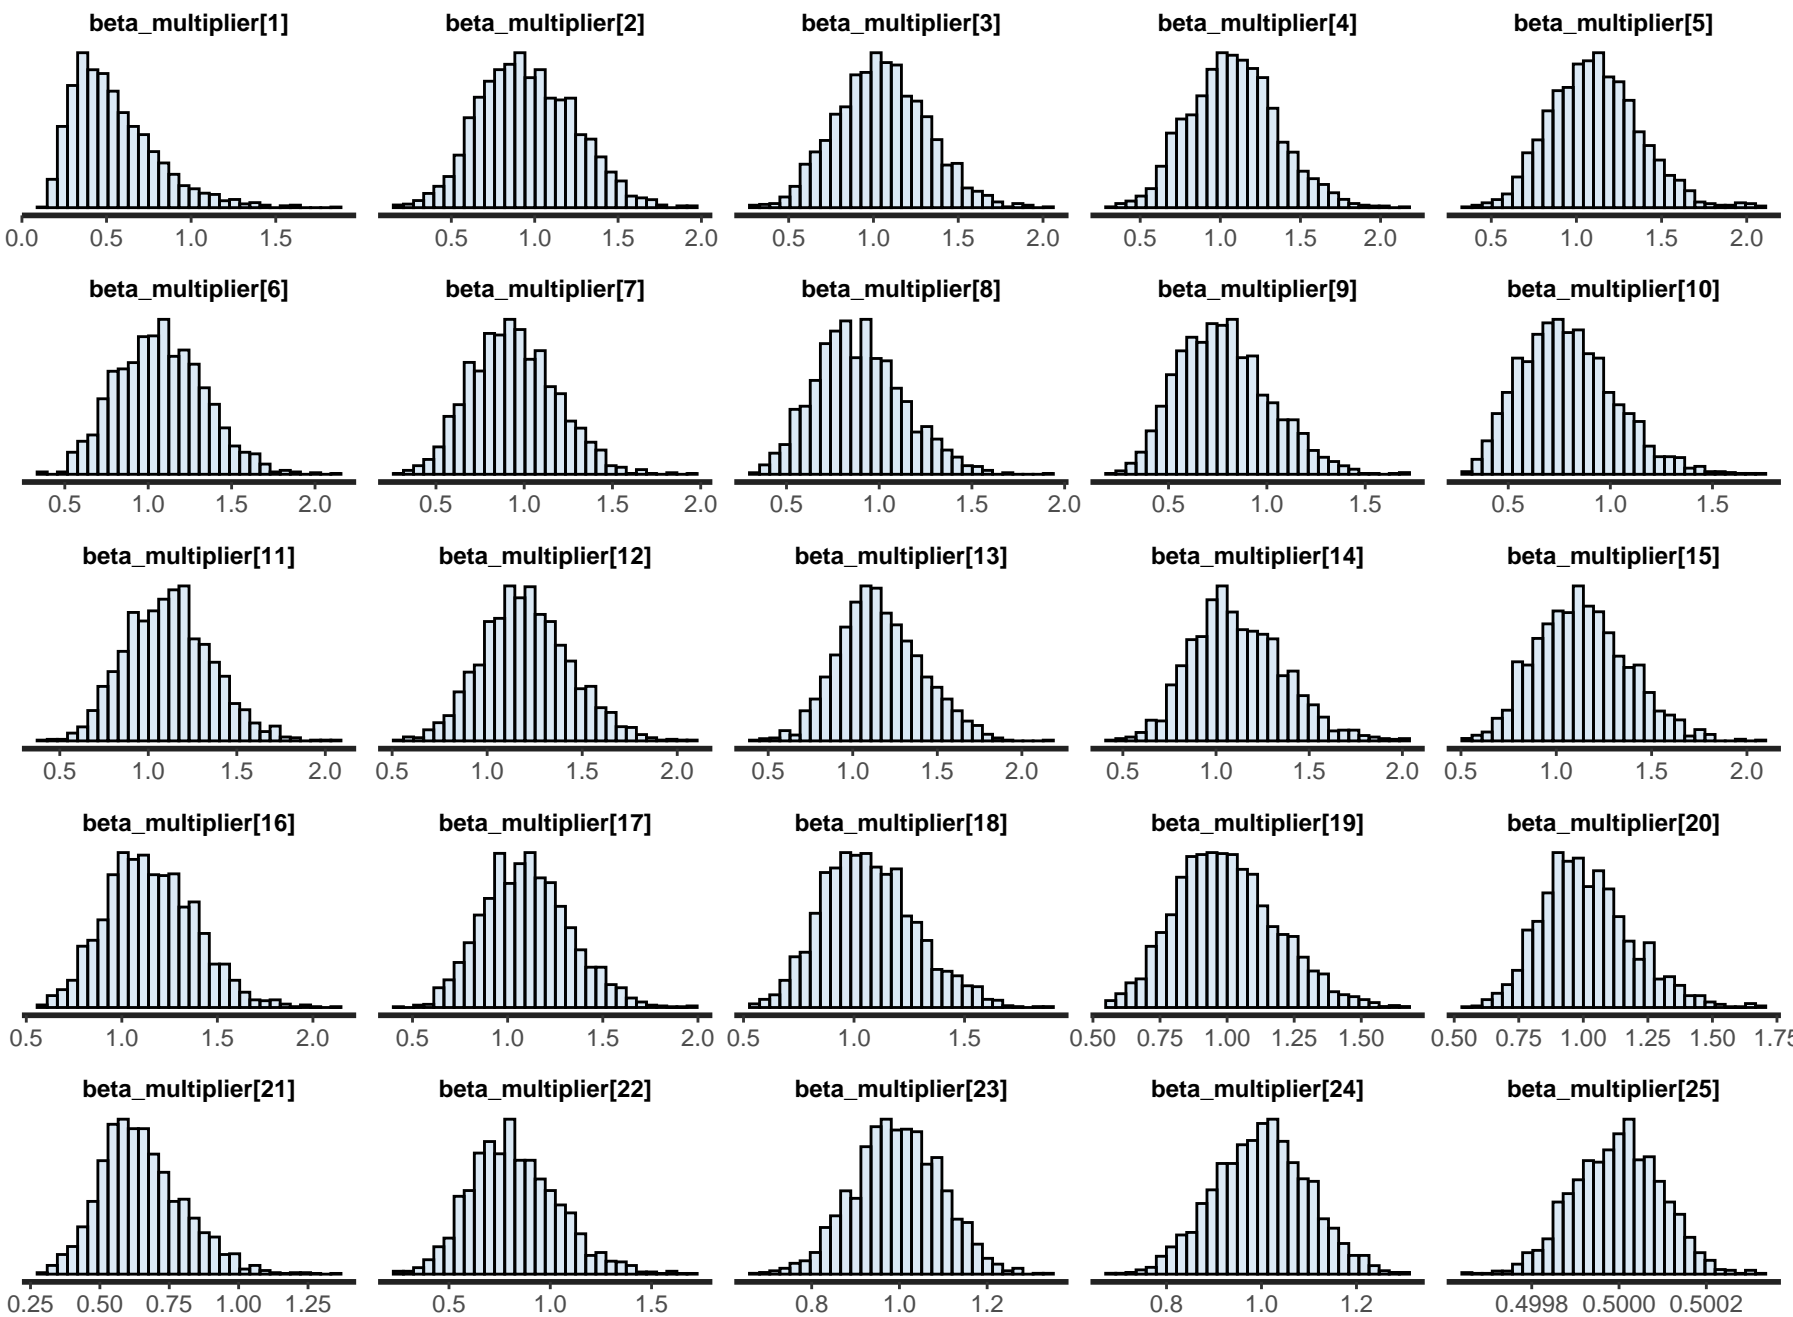 beta_multiplier[1] beta_multiplier[2] beta_multiplier[3] beta_multiplier[4] beta_multiplier[5]
0.0 0.5 1.0 1.5 0.5 1.0 1.5 2.0 0.5 1.0 1.5 2.0 0.5 1.0 1.5 2.0 0.5 1.0 1.5 2.0
beta_multiplier[6] beta_multiplier[7] beta_multiplier[8] beta_multiplier[9] beta_multiplier[10]
0.5 1.0 1.5 2.0 0.5 1.0 1.5 2.0 0.5 1.0 1.5 2.0 0.5 1.0 1.5 0.5 1.0 1.5
beta_multiplier[11] beta_multiplier[12] beta_multiplier[13] beta_multiplier[14] beta_multiplier[15]
0.5 1.0 1.5 2.0 0.5 1.0 1.5 2.0 0.5 1.0 1.5 2.0 0.5 1.0 1.5 2.0 0.5 1.0 1.5 2.0
beta_multiplier[16] beta_multiplier[17] beta_multiplier[18] beta_multiplier[19] beta_multiplier[20]
0.5 1.0 1.5 2.0 0.5 1.0 1.5 2.0 0.5 1.0 1.5 0.50 0.75 1.00 1.25 0.50 0.75 1.00 1.25 1.50 1.75
beta_multiplier[21] beta_multiplier[22] beta_multiplier[23] beta_multiplier[24] beta_multiplier[25]
0.25 0.50 0.75 1.00 1.25 0.5 1.0 1.5 0.8 1.0 1.2 0.8 1.0 1.2 0.4998 0.5000 0.5002